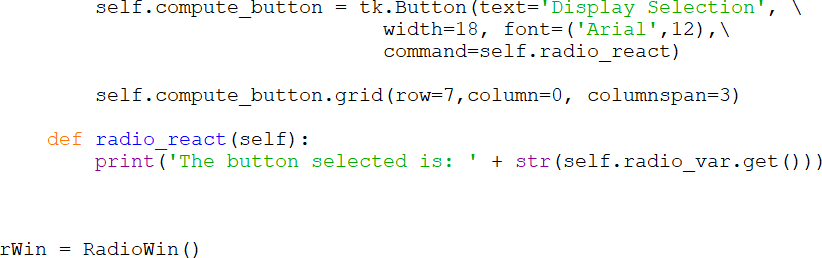 self.compute_button = tk.Button(text='Display Selection', \
width=18, font=('Arial',12),\
command=self.radio_react)
self.compute_button.grid(row=7,column=0, columnspan=3)
def radio_react(self):
print('The button selected is: ' + str(self.radio_var.get()))
rWin = RadioWin()